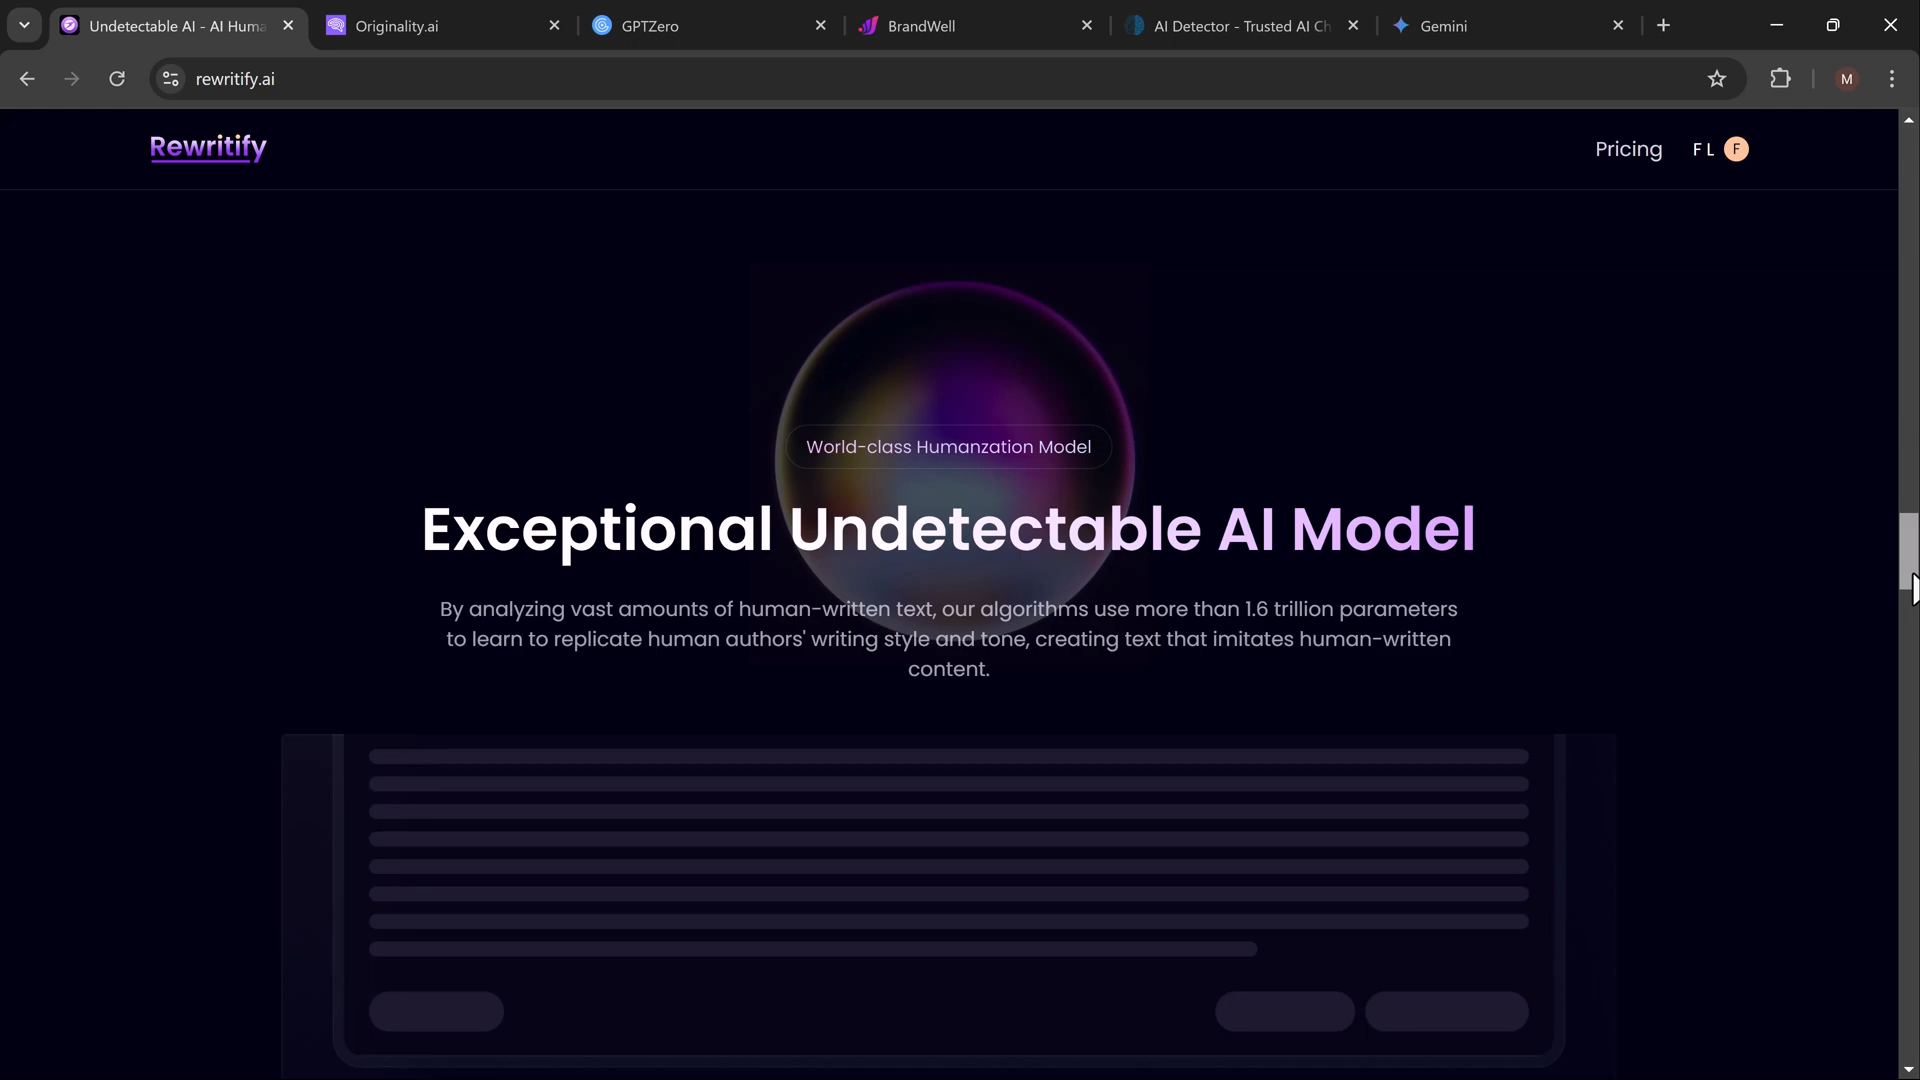 Undetectable AI - AI Huma
Originality.ai
GPTZero
BrandWell
AI Detector - Trusted AI Ch
Gemini
rewritify.ai
M
Rewritify
Pricing
F L
F
World-class Humanzation Model
Exceptional Undetectable AI Model
By analyzing vast amounts of human-written text, our algorithms use more than 1.6 trillion parameters
to learn to replicate human authors' writing style and tone, creating text that imitates human-written
content.